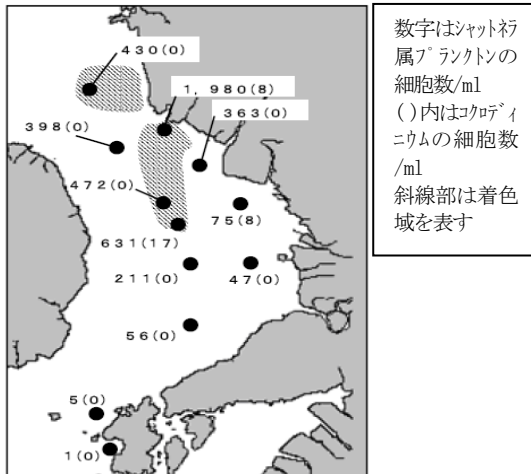 430(0)
1,980(8)
363(0)
398(0)
472(0)
75(8)
631(17)
211(0)
47(0)
56(0)
5(0)
1(0)
数字はｼｬｯﾄﾈﾗ
属ﾌﾟﾗﾝｸﾄﾝの
細胞数/ml
( )内はｺｸﾛﾃﾞｨ
ﾆｳﾑの細胞数
/ml
斜線部は着色
域を表す